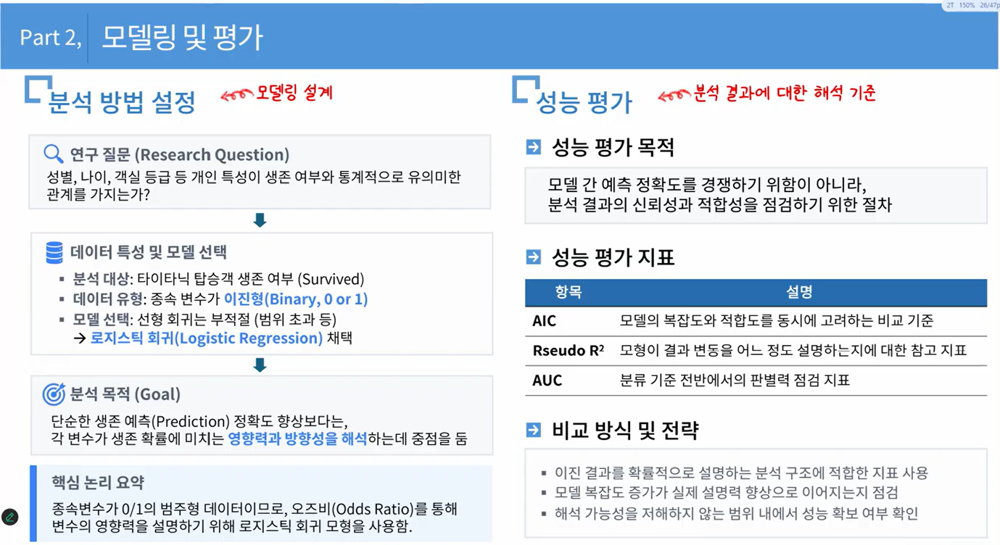 2T 150% 26/47p
Part 2, 모델링 및 평가
분석 방법 설정
모델링 설계
연구 질문 (Research Question)
성별, 나이, 객실 등급 등 개인 특성이 생존 여부와 통계적으로 유의미한
관계를 가지는가?
데이터 특성 및 모델 선택
▪ 분석 대상: 타이타닉 탑승객 생존 여부 (Survived)
▪ 데이터 유형: 종속 변수가 이진형(Binary, 0 or 1)
▪ 모델 선택: 선형 회귀는 부적절 (범위 초과 등)
→ 로지스틱 회귀(Logistic Regression) 채택
분석 목적 (Goal)
단순한 생존 예측(Prediction) 정확도 향상보다는,
각 변수가 생존 확률에 미치는 영향력과 방향성을 해석하는데 중점을 둠
핵심 논리 요약
종속변수가 0/1의 범주형 데이터이므로, 오즈비(Odds Ratio)를 통해
변수의 영향력을 설명하기 위해 로지스틱 회귀 모형을 사용함.
성능 평가
분석 결과에 대한 해석 기준
성능 평가 목적
모델 간 예측 정확도를 경쟁하기 위함이 아니라,
분석 결과의 신뢰성과 적합성을 점검하기 위한 절차
성능 평가 지표
항목 설명
AIC 모델의 복잡도와 적합도를 동시에 고려하는 비교 기준
Rseudo R² 모형이 결과 변동을 어느 정도 설명하는지에 대한 참고 지표
AUC 분류 기준 전반에서의 판별력 점검 지표
비교 방식 및 전략
▪ 이진 결과를 확률적으로 설명하는 분석 구조에 적합한 지표 사용
▪ 모델 복잡도 증가가 실제 설명력 향상으로 이어지는지 점검
▪ 해석 가능성을 저해하지 않는 범위 내에서 성능 확보 여부 확인